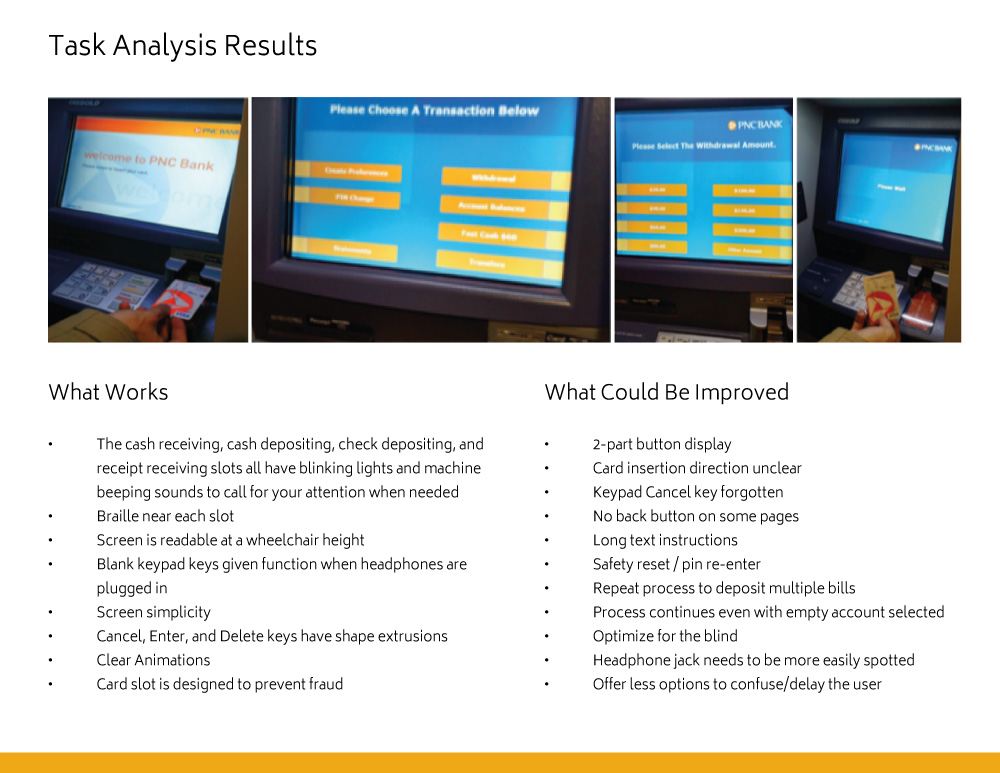 Task Analysis Results
PNC BANK
welcome to PNC Bank
Please Choose A Transaction Below
Create Preferences
PIN Change
Statements
Withdrawal
Account Balances
Fast Cash $60
Transfers
PNC BANK
Please Select The Withdrawal Amount.
Other Amount
PNC BANK
Please Wait
What Works
• The cash receiving, cash depositing, check depositing, and
receipt receiving slots all have blinking lights and machine
beeping sounds to call for your attention when needed
• Braille near each slot
• Screen is readable at a wheelchair height
• Blank keypad keys given function when headphones are
plugged in
• Screen simplicity
• Cancel, Enter, and Delete keys have shape extrusions
• Clear Animations
• Card slot is designed to prevent fraud
What Could Be Improved
• 2-part button display
• Card insertion direction unclear
• Keypad Cancel key forgotten
• No back button on some pages
• Long text instructions
• Safety reset / pin re-enter
• Repeat process to deposit multiple bills
• Process continues even with empty account selected
• Optimize for the blind
• Headphone jack needs to be more easily spotted
• Offer less options to confuse/delay the user